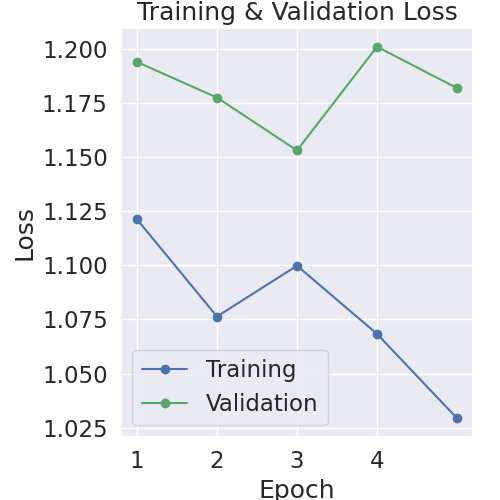 Training & Validation Loss
1.200
1.175
1.150
1.125
1.100
1.075
1.050
1.025
Loss
Training
Validation
1 2 3 4
Epoch